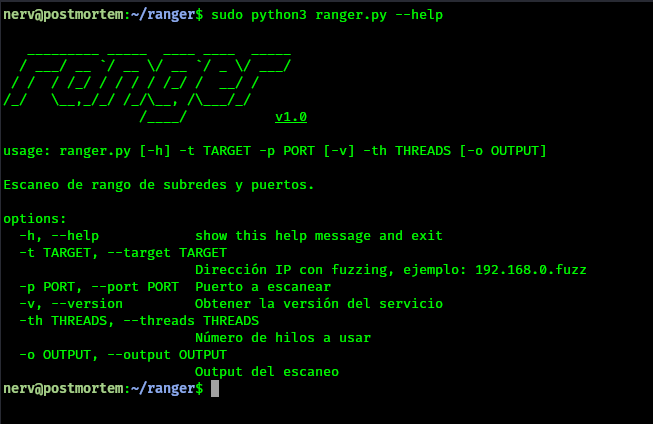 nerv@postmortem:~/ranger$ sudo python3 ranger.py --help
ranger
v1.0
usage: ranger.py [-h] -t TARGET -p PORT [-v] -th THREADS [-o OUTPUT]
Escaneo de rango de subredes y puertos.
options:
-h, --help show this help message and exit
-t TARGET, --target TARGET
Dirección IP con fuzzing, ejemplo: 192.168.0.fuzz
-p PORT, --port PORT Puerto a escanear
-v, --version Obtener la versión del servicio
-th THREADS, --threads THREADS
Número de hilos a usar
-o OUTPUT, --output OUTPUT
Output del escaneo
nerv@postmortem:~/ranger$